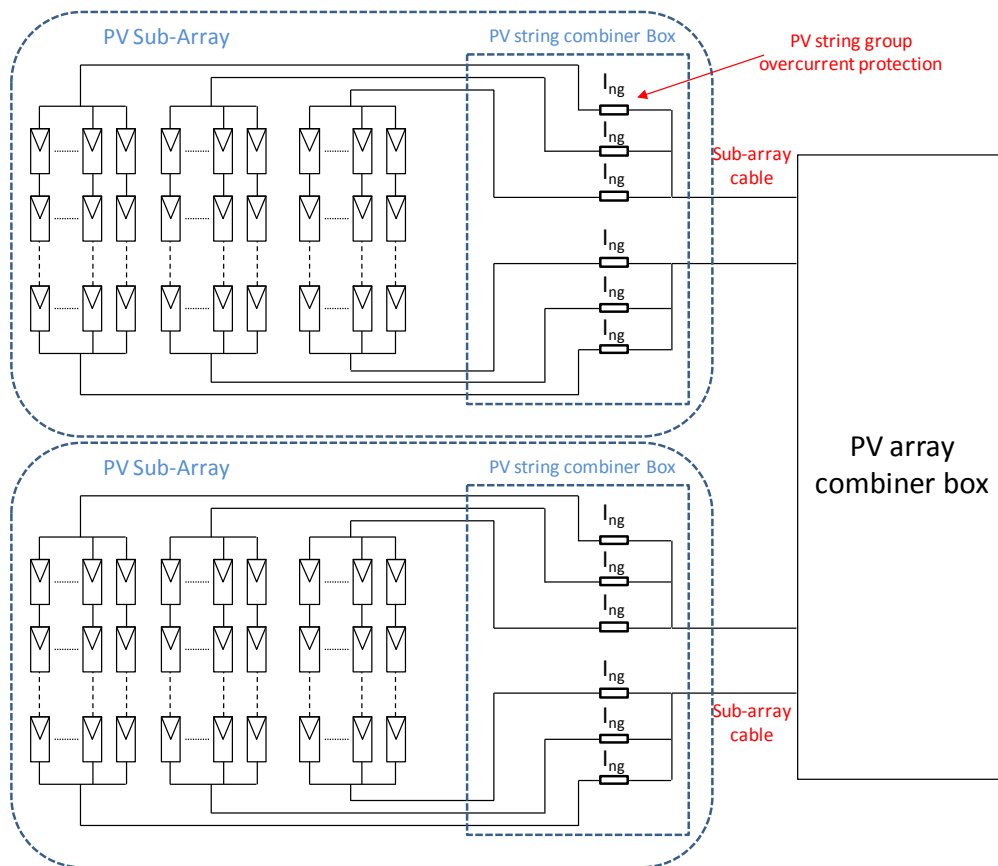 PV Sub-Array
PV string combiner Box
PV string group
overcurrent protection
Ing
Ing
Ing
Sub-array
cable
Ing
Ing
Ing
PV array
combiner box
PV Sub-Array
PV string combiner Box
Ing
Ing
Ing
Ing
Ing
Ing
Sub-array
cable